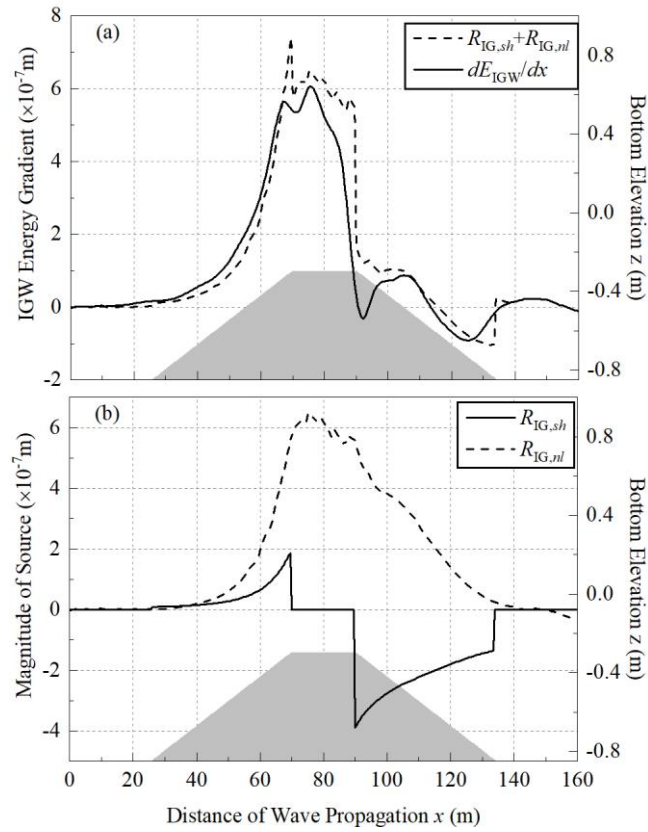 (a)
R_IG,sh+R_IG,nl
dE_IGW/dx
IGW Energy Gradient (×10⁻⁷m)
6
4
2
0
-2
0.8
0.4
0.0
-0.4
-0.8
Bottom Elevation z (m)
(b)
R_IG,sh
R_IG,nl
Magnitude of Source (×10⁻⁷m)
6
4
2
0
-2
-4
0.8
0.4
0.0
-0.4
-0.8
Bottom Elevation z (m)
0 20 40 60 80 100 120 140 160
Distance of Wave Propagation x (m)